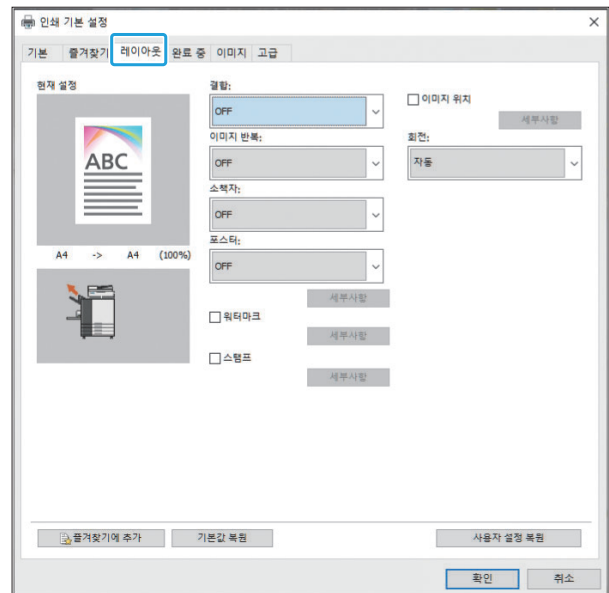 인쇄 기본 설정
기본 즐겨찾기 레이아웃 완료 중 이미지 고급
현재 설정
ABC
A4 -> A4 (100%)
결합:
OFF
이미지 반복:
OFF
소책자:
OFF
포스터:
OFF
세부사항
워터마크
세부사항
스탬프
세부사항
이미지 위치
세부사항
회전:
자동
즐겨찾기에 추가 기본값 복원 사용자 설정 복원
확인 취소